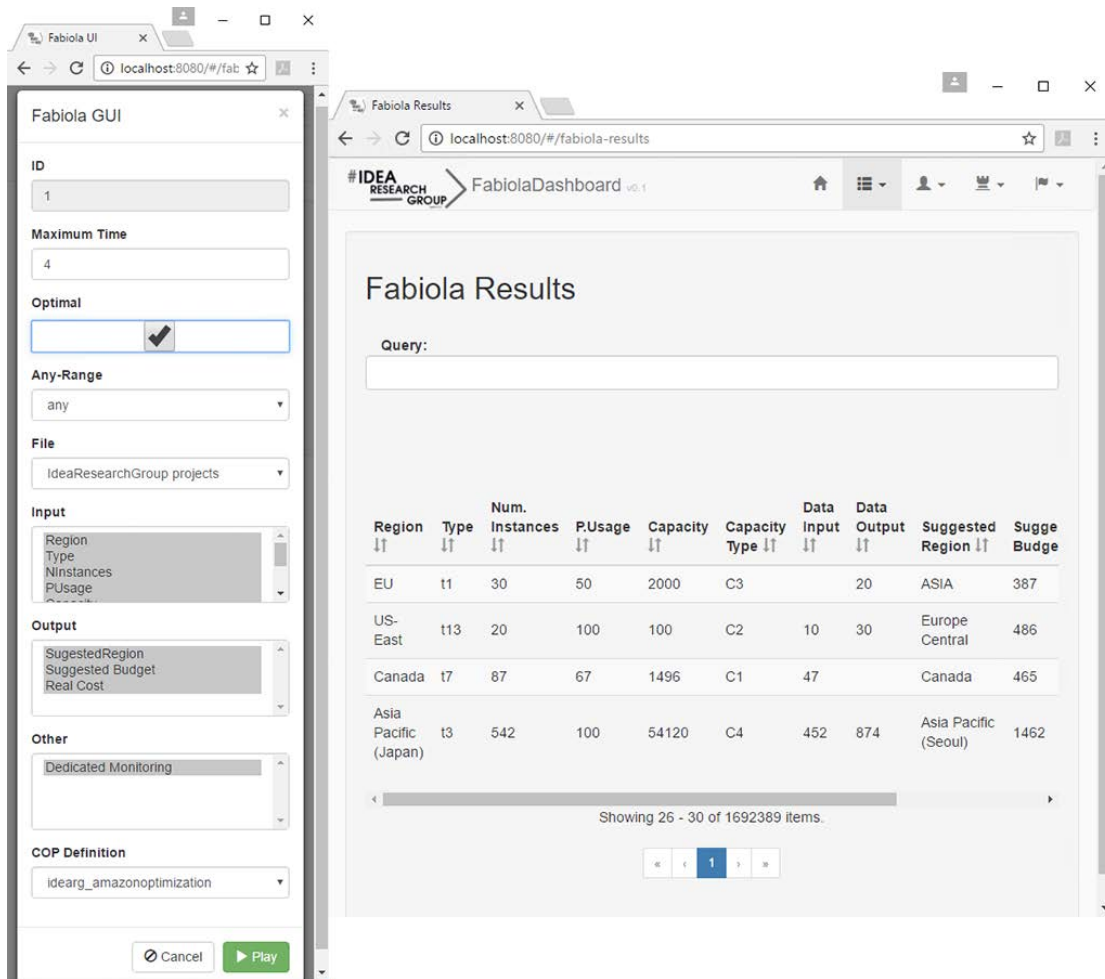 Fabiola UI
localhost:8080/#/fab
Fabiola GUI
ID
1
Maximum Time
4
Optimal
Any-Range
any
File
IdeaResearchGroup projects
Input
Region
Type
NInstances
PUsage
Output
SugestedRegion
Suggested Budget
Real Cost
Other
Dedicated Monitoring
COP Definition
idearg_amazonoptimization
Cancel
Play
Fabiola Results
localhost:8080/#/fabiola-results
#IDEA
RESEARCH
GROUP
FabiolaDashboard v0.1
Fabiola Results
Query:
Num. Data Data
Region Type Instances P.Usage Capacity Capacity Input Output Suggested Sugge
Type Region Budge
EU t1 30 50 2000 C3 20 ASIA 387
US- Europe
East t13 20 100 100 C2 10 30 Central 486
Canada t7 87 67 1496 C1 47 Canada 465
Asia
Pacific t3 542 100 54120 C4 452 874 Asia Pacific 1462
(Japan) (Seoul)
Showing 26 - 30 of 1692389 items.
« ‹ 1 › »